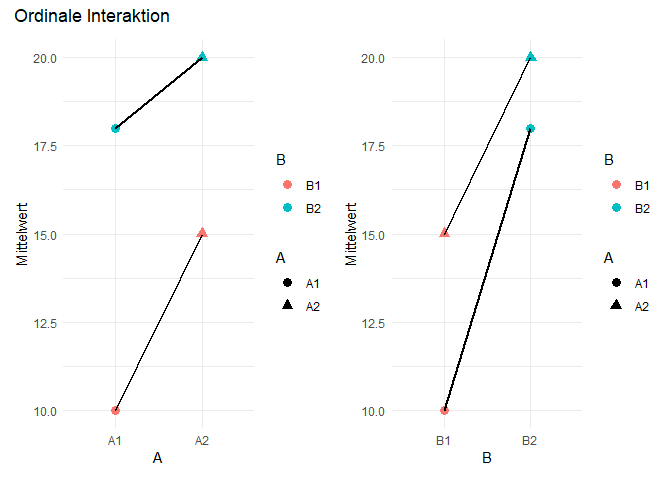 Ordinale Interaktion
Mittelwert
20.0
17.5
15.0
12.5
10.0
A1 A2
A
B
B1
B2
A
A1
A2
Mittelwert
20.0
17.5
15.0
12.5
10.0
B1 B2
B
B
B1
B2
A
A1
A2